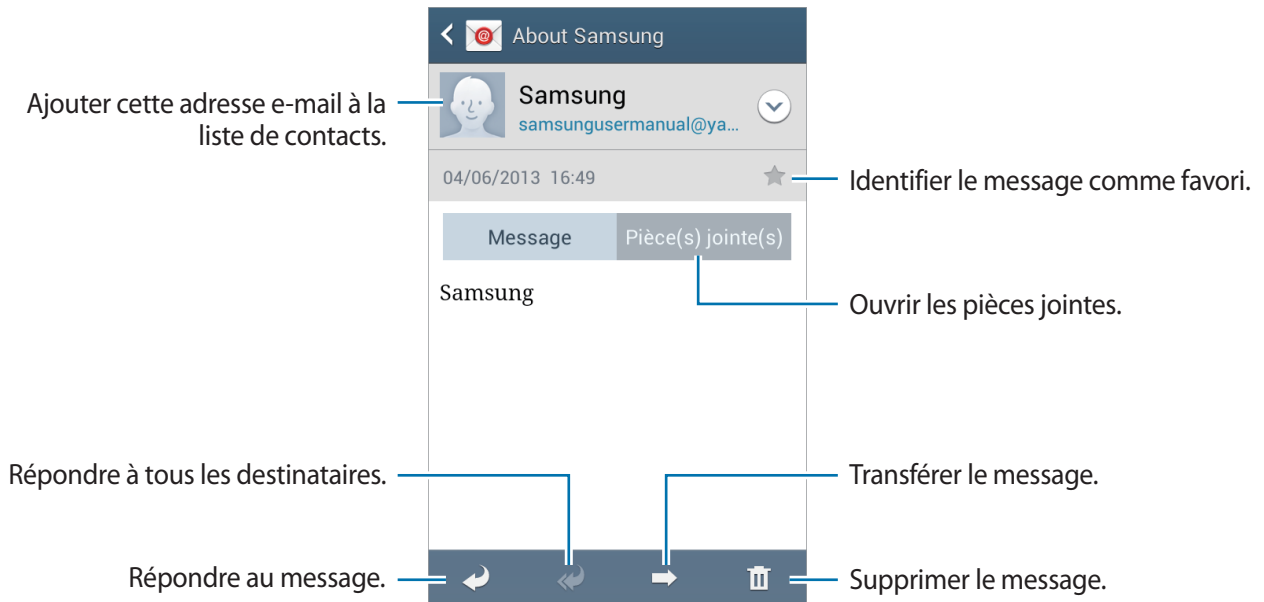 About Samsung
Ajouter cette adresse e-mail à la
liste de contacts.
Samsung
samsungusermanual@ya...
04/06/2013 16:49
Identifier le message comme favori.
Message
Pièce(s) jointe(s)
Samsung
Ouvrir les pièces jointes.
Répondre à tous les destinataires.
Transférer le message.
Répondre au message.
Supprimer le message.